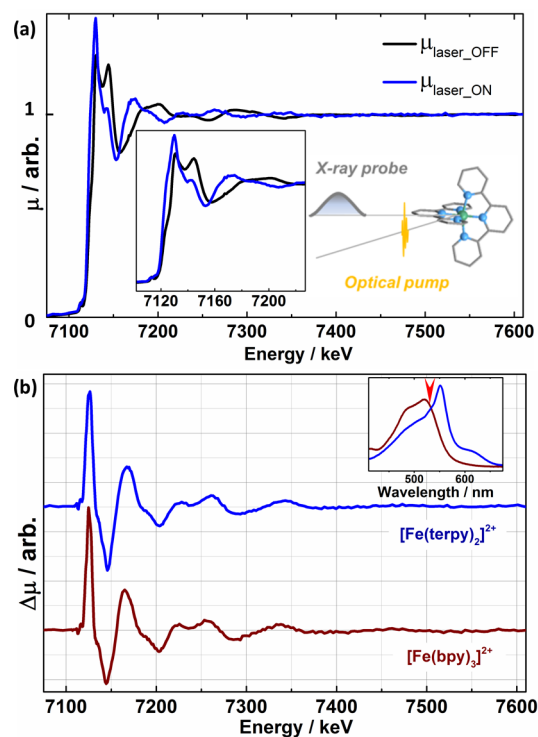 (a)
μ / arb.
1
0
μlaser_OFF
μlaser_ON
X-ray probe
Optical pump
7120 7160 7200
7100 7200 7300 7400 7500 7600
Energy / keV
(b)
Δμ / arb.
500 600
Wavelength / nm
[Fe(terpy)2]2+
[Fe(bpy)3]2+
7100 7200 7300 7400 7500 7600
Energy / keV